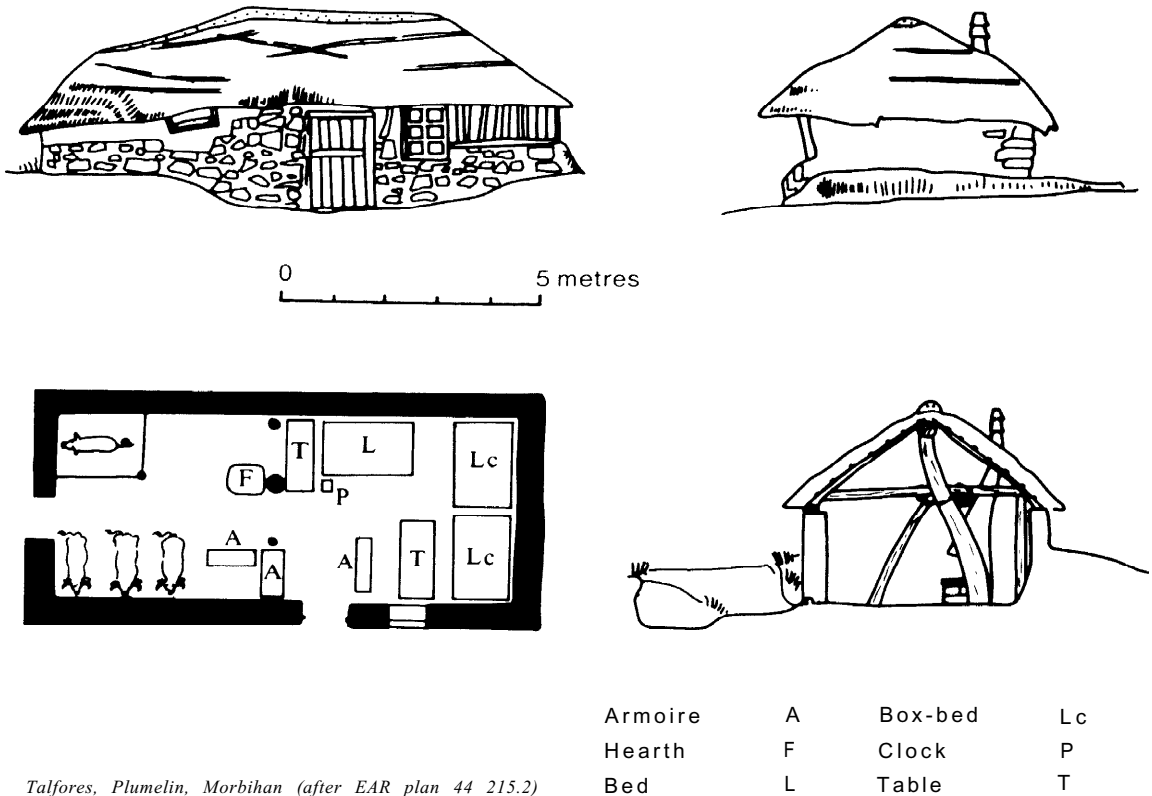 0
5 metres
T
L
Lc
F
P
A
A
A
T
Lc
Armoire A Box-bed Lc
Hearth F Clock P
Bed L Table T
Talfores, Plumelin, Morbihan (after EAR plan 44 215.2)